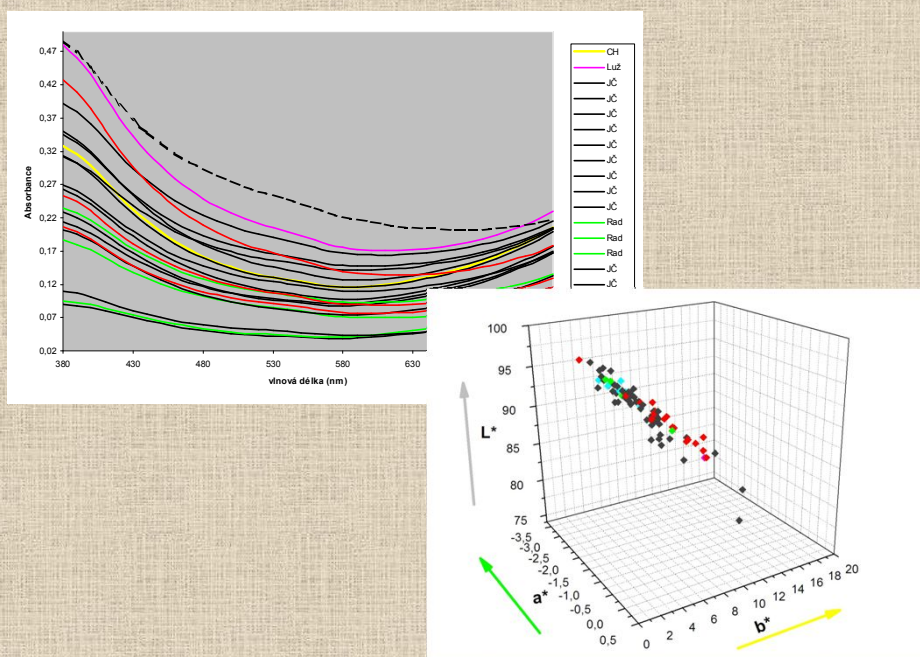 0,47
0,42
0,37
0,32
0,27
0,22
0,17
0,12
0,07
0,02
Absorbance
380 430 480 530 580 630
vlnová délka (nm)
CH
Luž
JČ
JČ
JČ
JČ
JČ
JČ
JČ
JČ
JČ
Rad
Rad
Rad
JČ
JČ
100
95
90
85
80
75
L*
-3,5
-3,0
-2,5
-2,0
-1,5
-1,0
-0,5
0,0
0,5
a*
0 2 4 6 8 10 12 14 16 18 20
b*